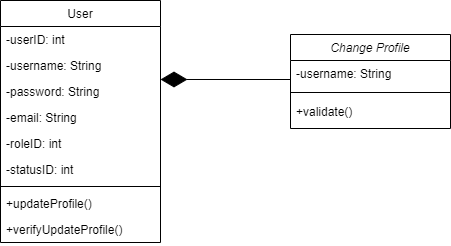 User
-userID: int
-username: String
-password: String
-email: String
-roleID: int
-statusID: int
+updateProfile()
+verifyUpdateProfile()
Change Profile
-username: String
+validate()